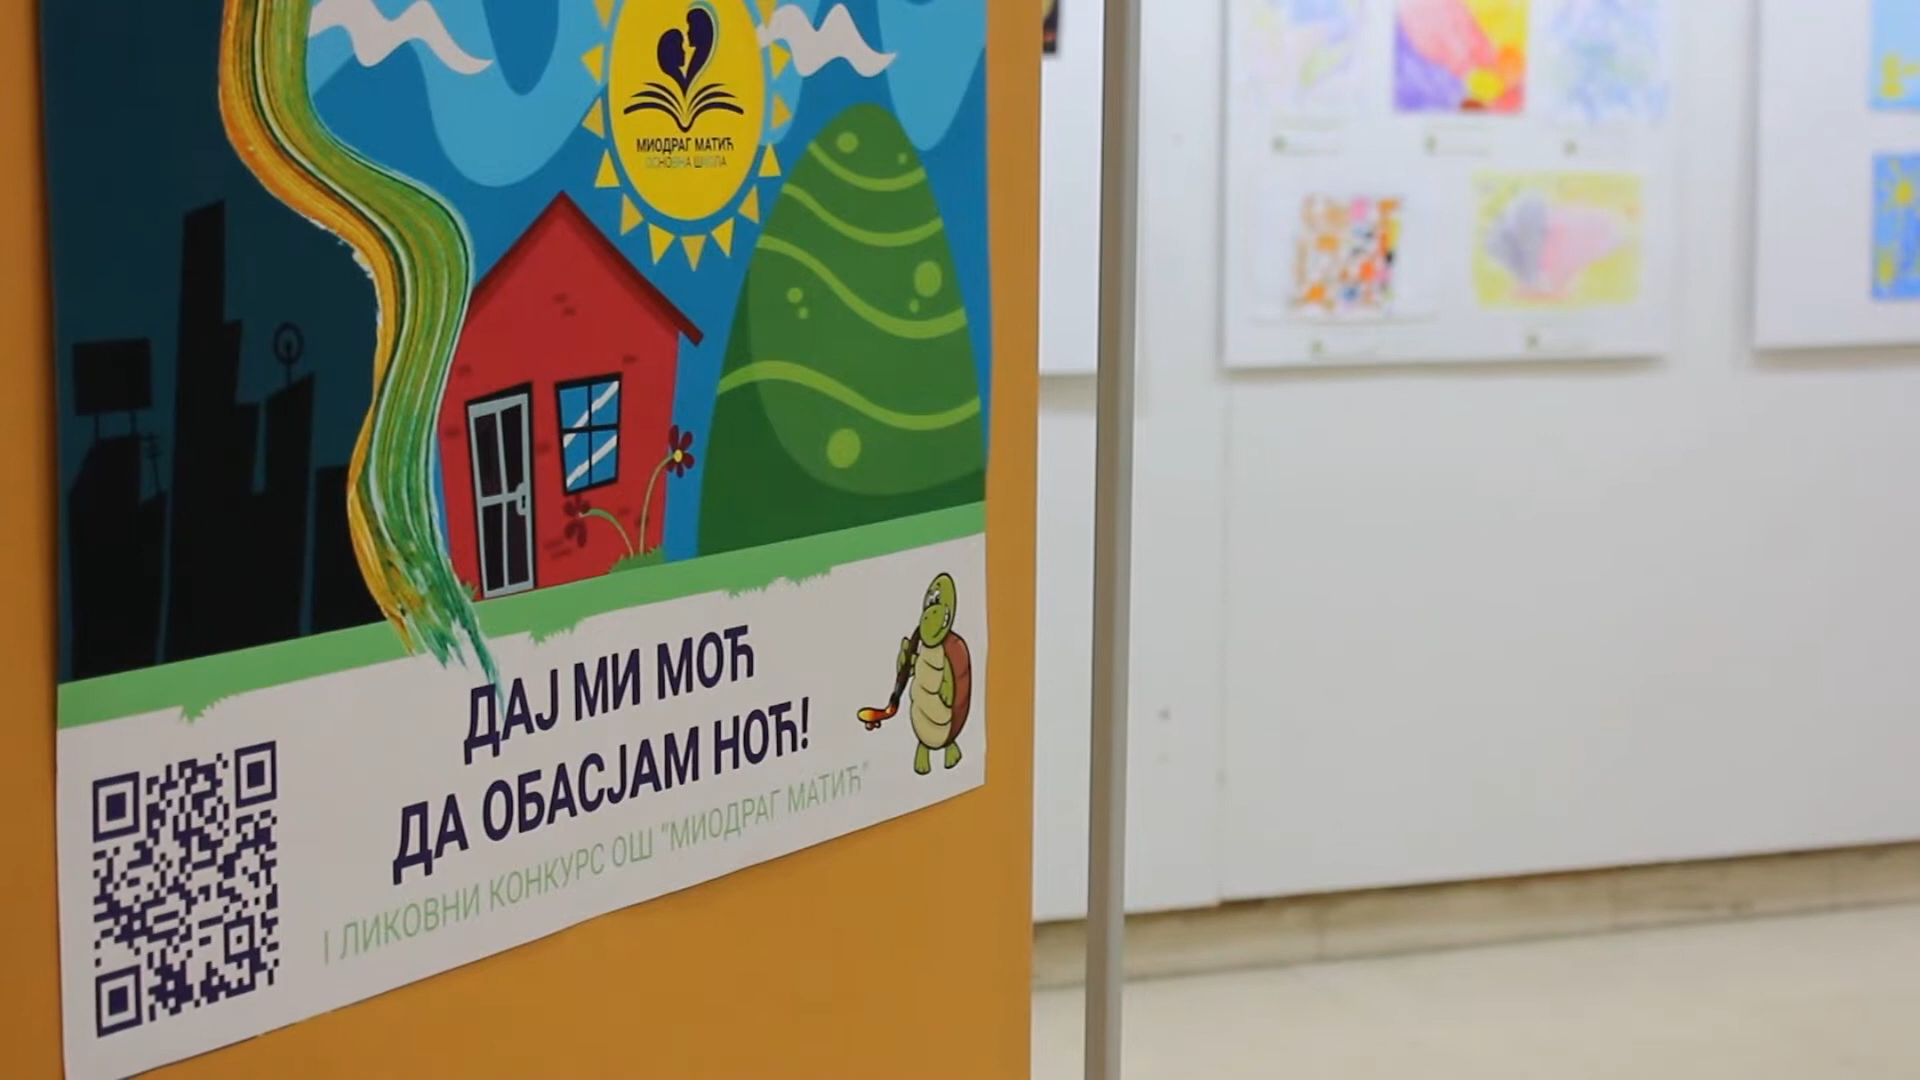 МИОДРАГ МАТИЋ
ОСНОВНА ШКОЛА
ДАЈ МИ МОЋ
ДА ОБАСЈАМ НОЋ!
I ЛИКОВНИ КОНКУРС ОШ "МИОДРАГ МАТИЋ"